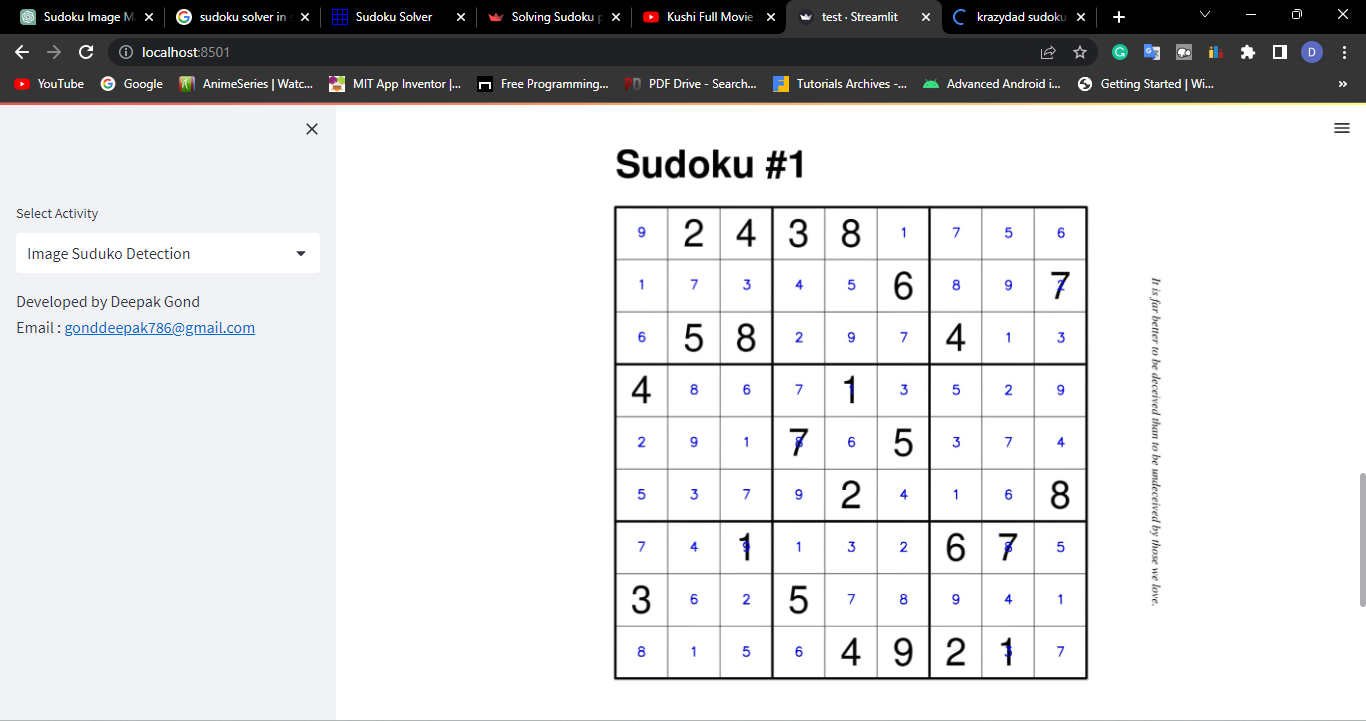 Sudoku Image M
sudoku solver in
Sudoku Solver
Solving Sudoku
Kushi Full Movie
test · Streamlit
krazydad sudoku
localhost:8501
G
D
YouTube
Google
AnimeSeries | Watc...
MIT App Inventor |...
Free Programming...
PDF Drive - Search...
Tutorials Archives -...
Advanced Android i...
Getting Started | Wi...
»
Select Activity
Image Suduko Detection
Developed by Deepak Gond
Email : gonddeepak786@gmail.com
Sudoku #1
9 2 4 3 8 1 7 5 6
1 7 3 4 5 6 8 9 7
6 5 8 2 9 7 4 1 3
4 8 6 7 1 3 5 2 9
2 9 1 7 6 5 3 7 4
5 3 7 9 2 4 1 6 8
7 4 1 1 3 2 6 7 5
3 6 2 5 7 8 9 4 1
8 1 5 6 4 9 2 1 7
It is far better to be deceived than to be undeceived by those we love.